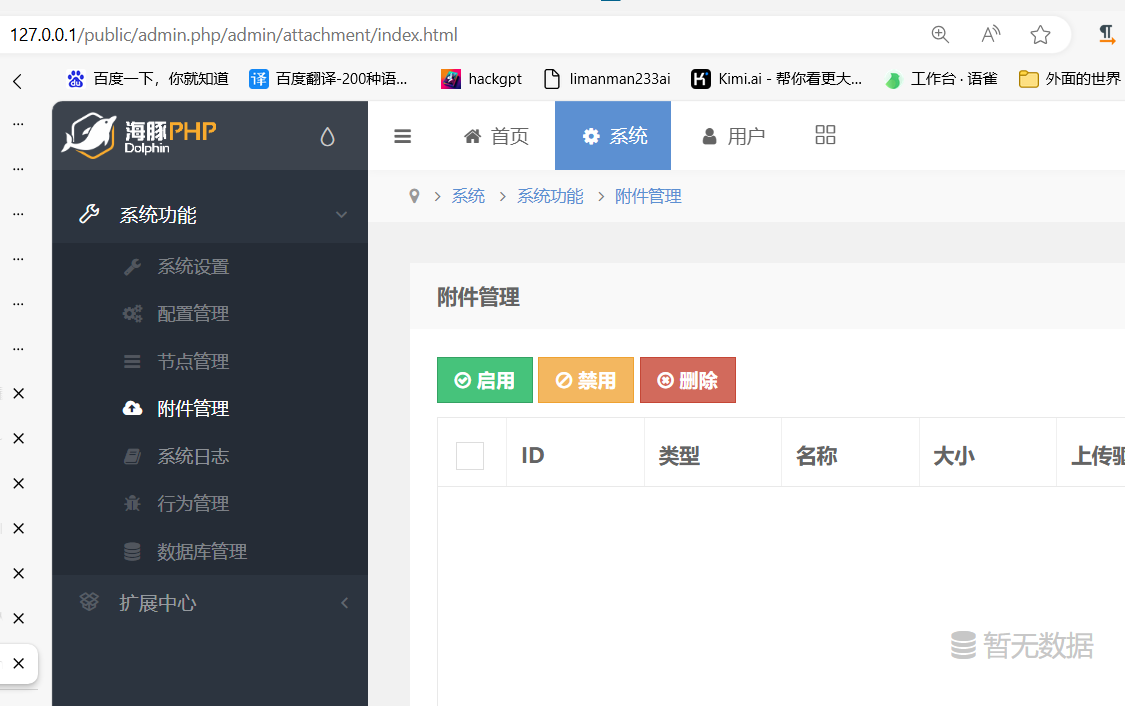 127.0.0.1/public/admin.php/admin/attachment/index.html
百度一下，你就知道 百度翻译-200种语... hackgpt limanman233ai Kimi.ai - 帮你看更大... 工作台 · 语雀 外面的世界
海豚PHP
Dolphin
首页 系统 用户
系统 > 系统功能 > 附件管理
系统功能
系统设置
配置管理
节点管理
附件管理
系统日志
行为管理
数据库管理
扩展中心
附件管理
启用 禁用 删除
ID 类型 名称 大小 上传驱
暂无数据